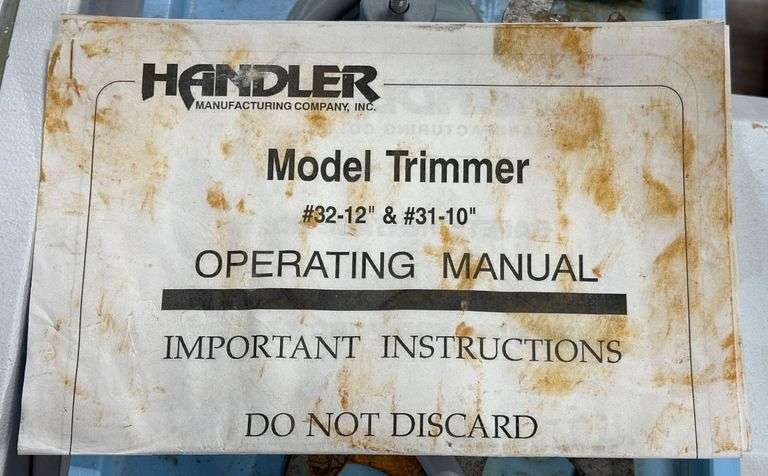 HANDLER
MANUFACTURING COMPANY, INC.
Model Trimmer
#32-12" & #31-10"
OPERATING MANUAL
IMPORTANT INSTRUCTIONS
DO NOT DISCARD